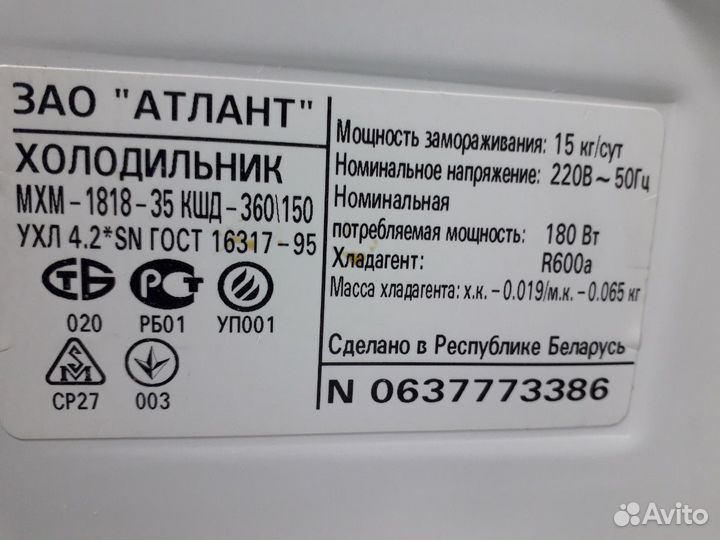 ЗАО "АТЛАНТ"
ХОЛОДИЛЬНИК
МХМ-1818-35 КШД-360\150
УХЛ 4.2*SN ГОСТ 16317-95
СТБ РСТ
020 РБ01 УП001
СР27 003
Мощность замораживания: 15 кг/сут
Номинальное напряжение: 220В ~ 50Гц
Номинальная
потребляемая мощность: 180 Вт
Хладагент: R600a
Масса хладагента: х.к. -0.019/м.к. -0.065 кг
Сделано в Республике Беларусь
N 0637773386
Avito